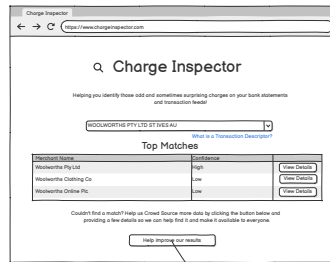 Charge Inspector
https://www.chargeinspector.com
Charge Inspector
Helping you identify those odd and sometimes surprising charges on your bank statements
and transaction feeds!
WOOLWORTHS PTY LTD ST.IVES AU
What is a Transaction Descriptor?
Top Matches
Merchant Name Confidence
Woolworths Pty Ltd High View Details
Woolworths Clothing Co Low View Details
Woolworths Online Plc Low View Details
Couldn't find a match? Help us Crowd Source more data by clicking the button below and
providing a few details so we can help find it and make it available to everyone
Help improve our results